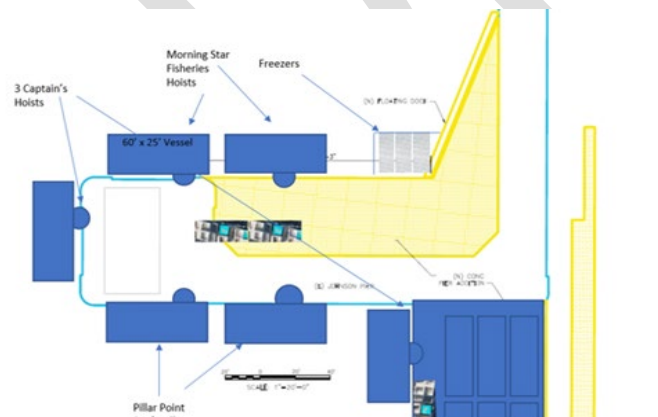 Morning Star
Fisheries
Hoists
Freezers
3 Captain's
Hoists
(N) FLOATING DOCK
60' x 25' Vessel
(N) CONC
PIER ADDITION
(E) JOHNSON PIER
SCALE: 1"=20'-0"
Pillar Point